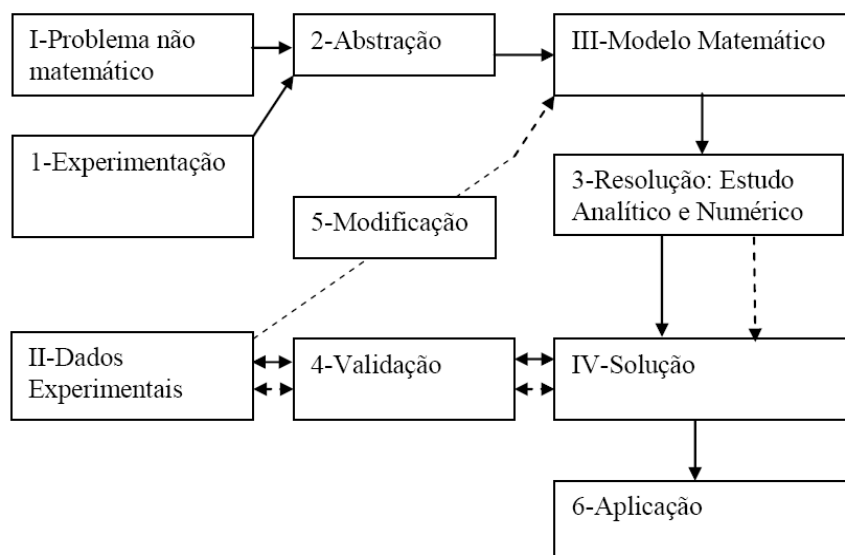 I-Problema não
matemático
2-Abstração
III-Modelo Matemático
1-Experimentação
3-Resolução: Estudo
Analítico e Numérico
5-Modificação
II-Dados
Experimentais
4-Validação
IV-Solução
6-Aplicação